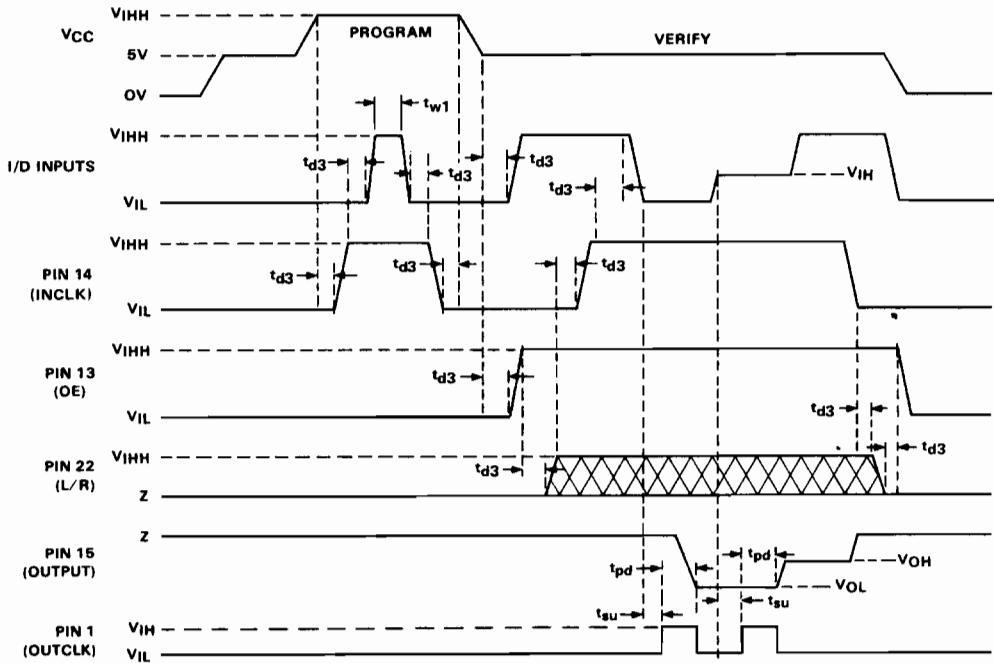 VIHH
VCC
PROGRAM
VERIFY
5V
0V
tw1
VIHH
I/D INPUTS
td3
td3
td3
td3
VIH
VIL
VIHH
PIN 14
(INCLK)
td3
td3
td3
VIL
VIHH
PIN 13
(OE)
td3
VIL
td3
td3
VIHH
PIN 22
(L/R)
td3
Z
Z
PIN 15
(OUTPUT)
tpd
tpd
VOH
VOL
tsu
tsu
VIH
PIN 1
(OUTCLK)
VIL